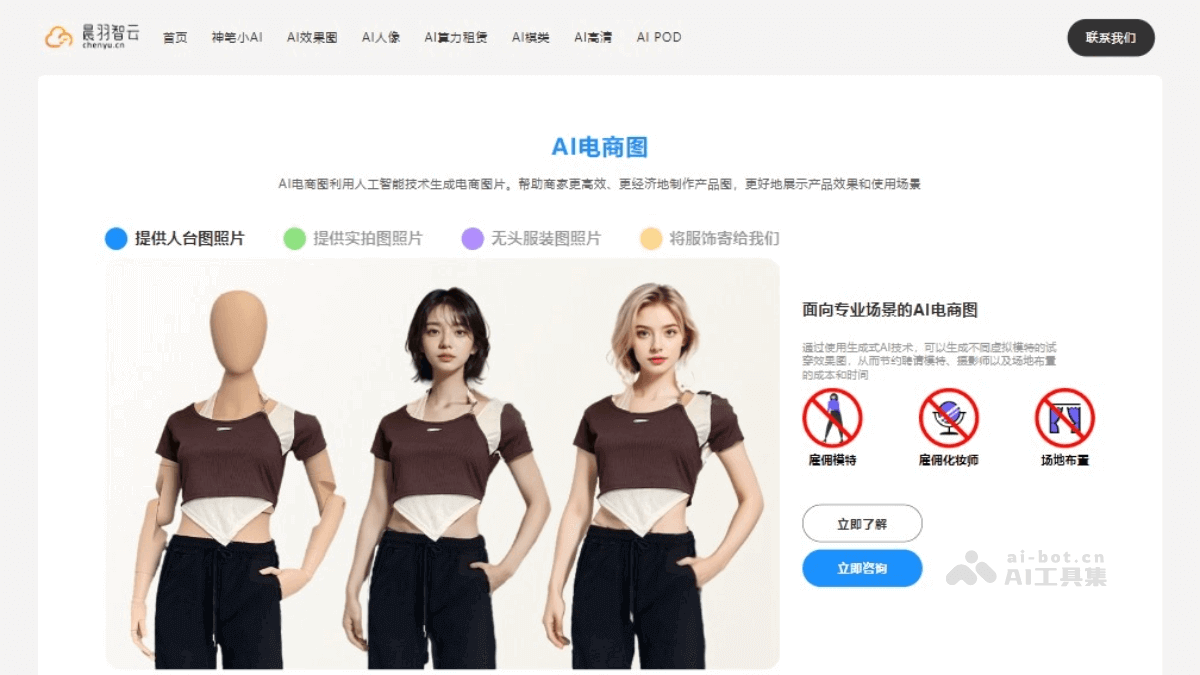 晨羽智云
chenyu.cn
首页 神笔小AI AI效果图 AI人像 AI算力租赁 AI模类 AI高清 AI POD
联系我们
AI电商图
AI电商图利用人工智能技术生成电商图片。帮助商家更高效、更经济地制作产品图，更好地展示产品效果和使用场景
提供人台图照片 提供实拍图照片 无头服装图照片 将服饰寄给我们
面向专业场景的AI电商图
通过使用生成式AI技术，可以生成不同虚拟模特的试
穿效果图，从而节约聘请模特、摄影师以及场地布置
的成本和时间
雇佣模特 雇佣化妆师 场地布置
立即了解
立即咨询
ai-bot.cn
AI工具集